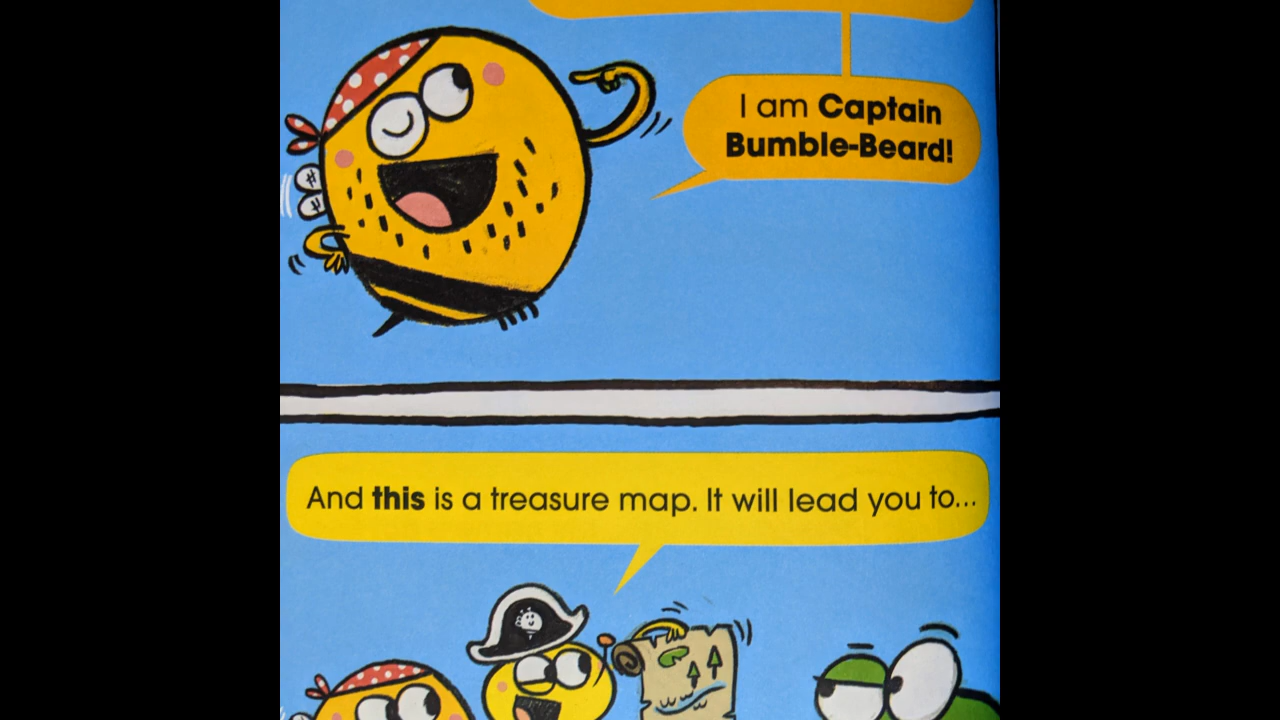 I am Captain
Bumble-Beard!
And this is a treasure map. It will lead you to...